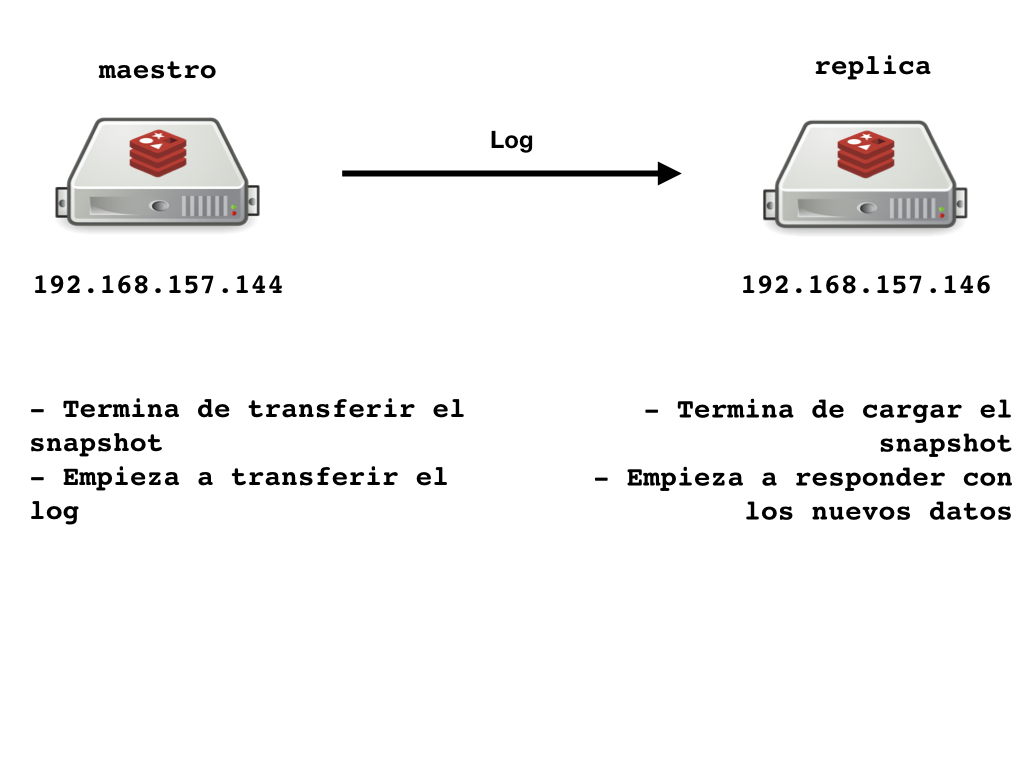 maestro
replica
Log
192.168.157.144
192.168.157.146
- Termina de transferir el
snapshot
- Empieza a transferir el
log
- Termina de cargar el
snapshot
- Empieza a responder con
los nuevos datos